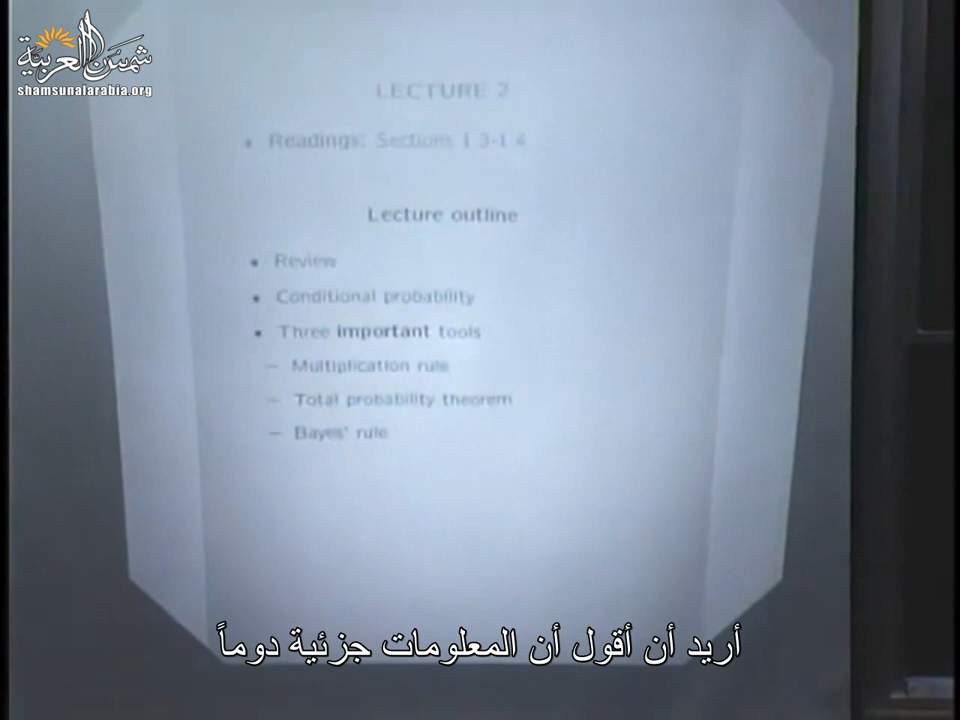 شمس العربية
shamsunalarabia.org
LECTURE 2
• Readings: Sections 1.3-1.4
Lecture outline
• Review
• Conditional probability
• Three important tools
– Multiplication rule
– Total probability theorem
– Bayes' rule
أريد أن أقول أن المعلومات جزئية دوماً